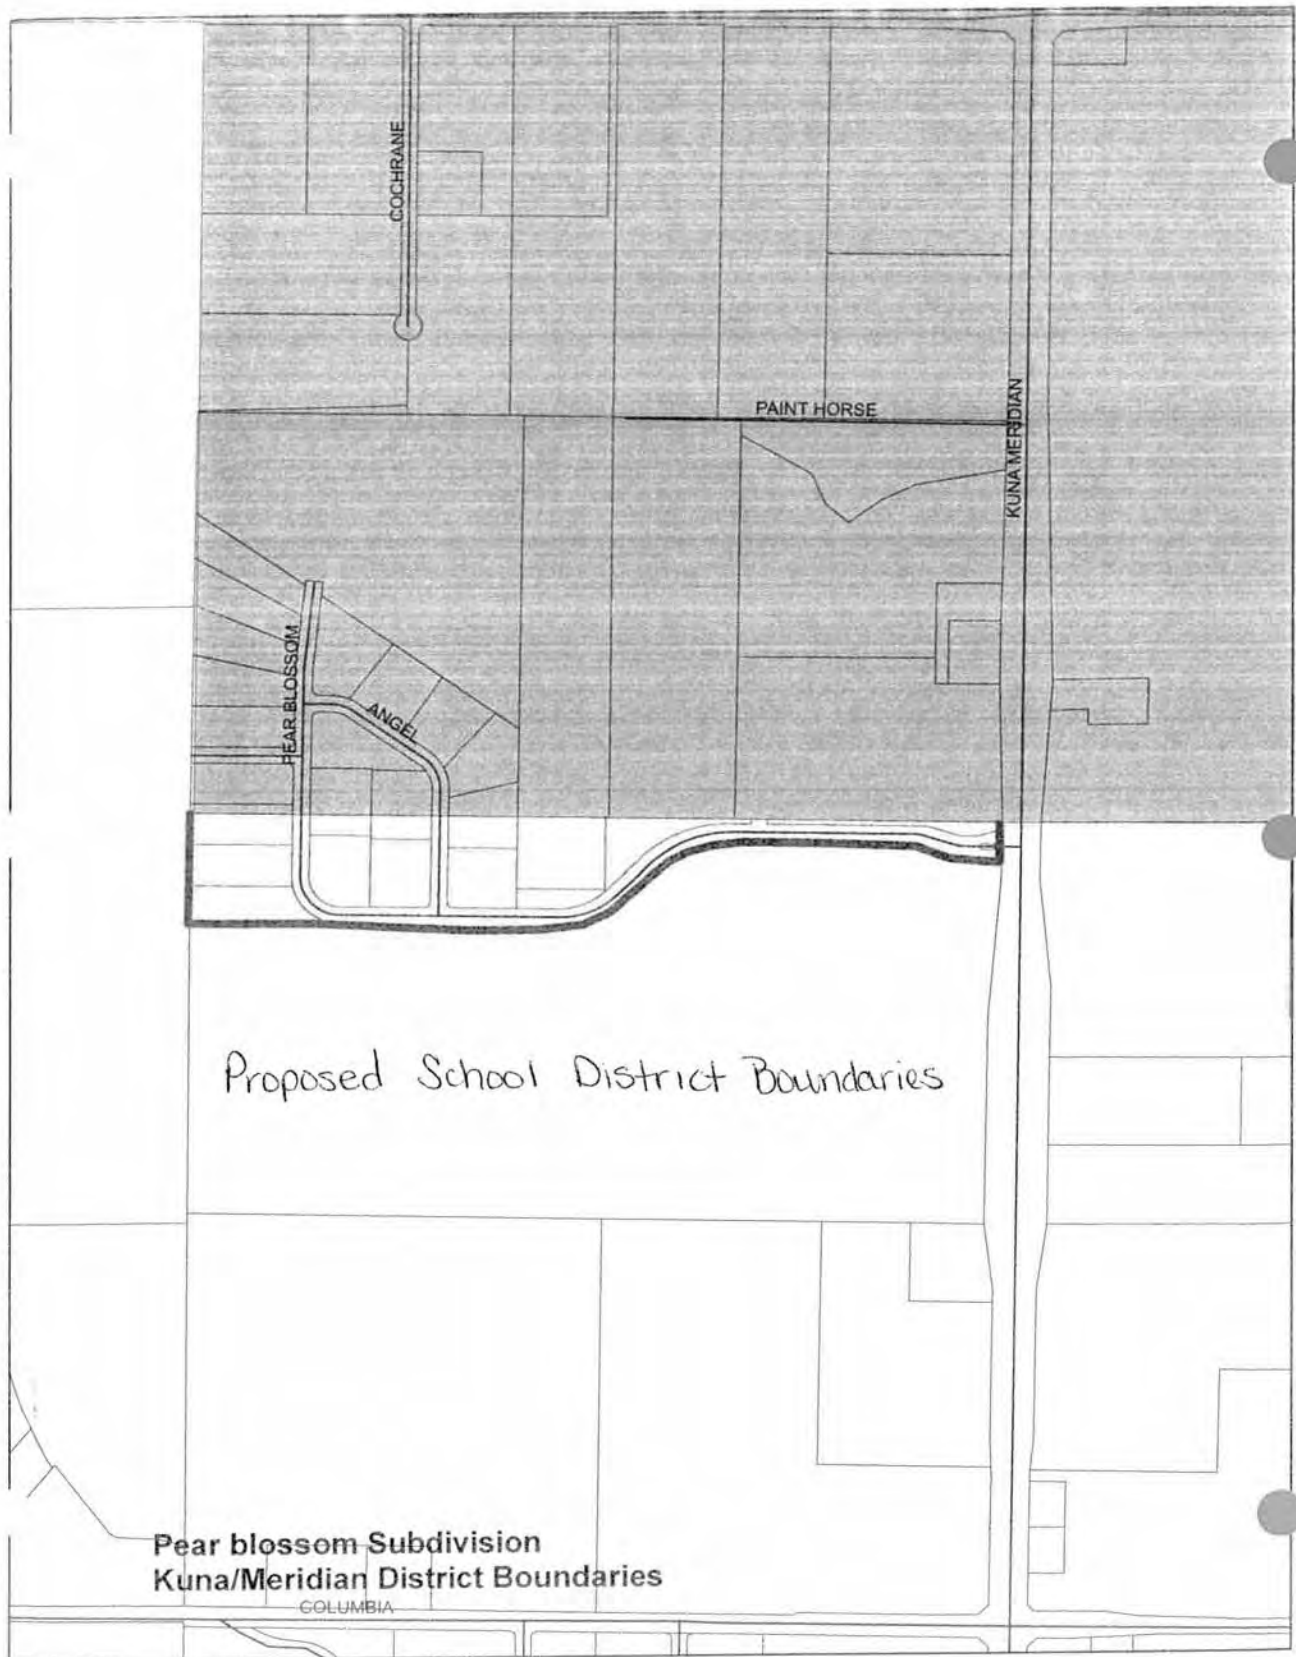 COCHRANE
PAINT HORSE
KUNA MERIDIAN
PEAR BLOSSOM
ANGEL
Proposed School District Boundaries
Pear blossom Subdivision
Kuna/Meridian District Boundaries
COLUMBIA